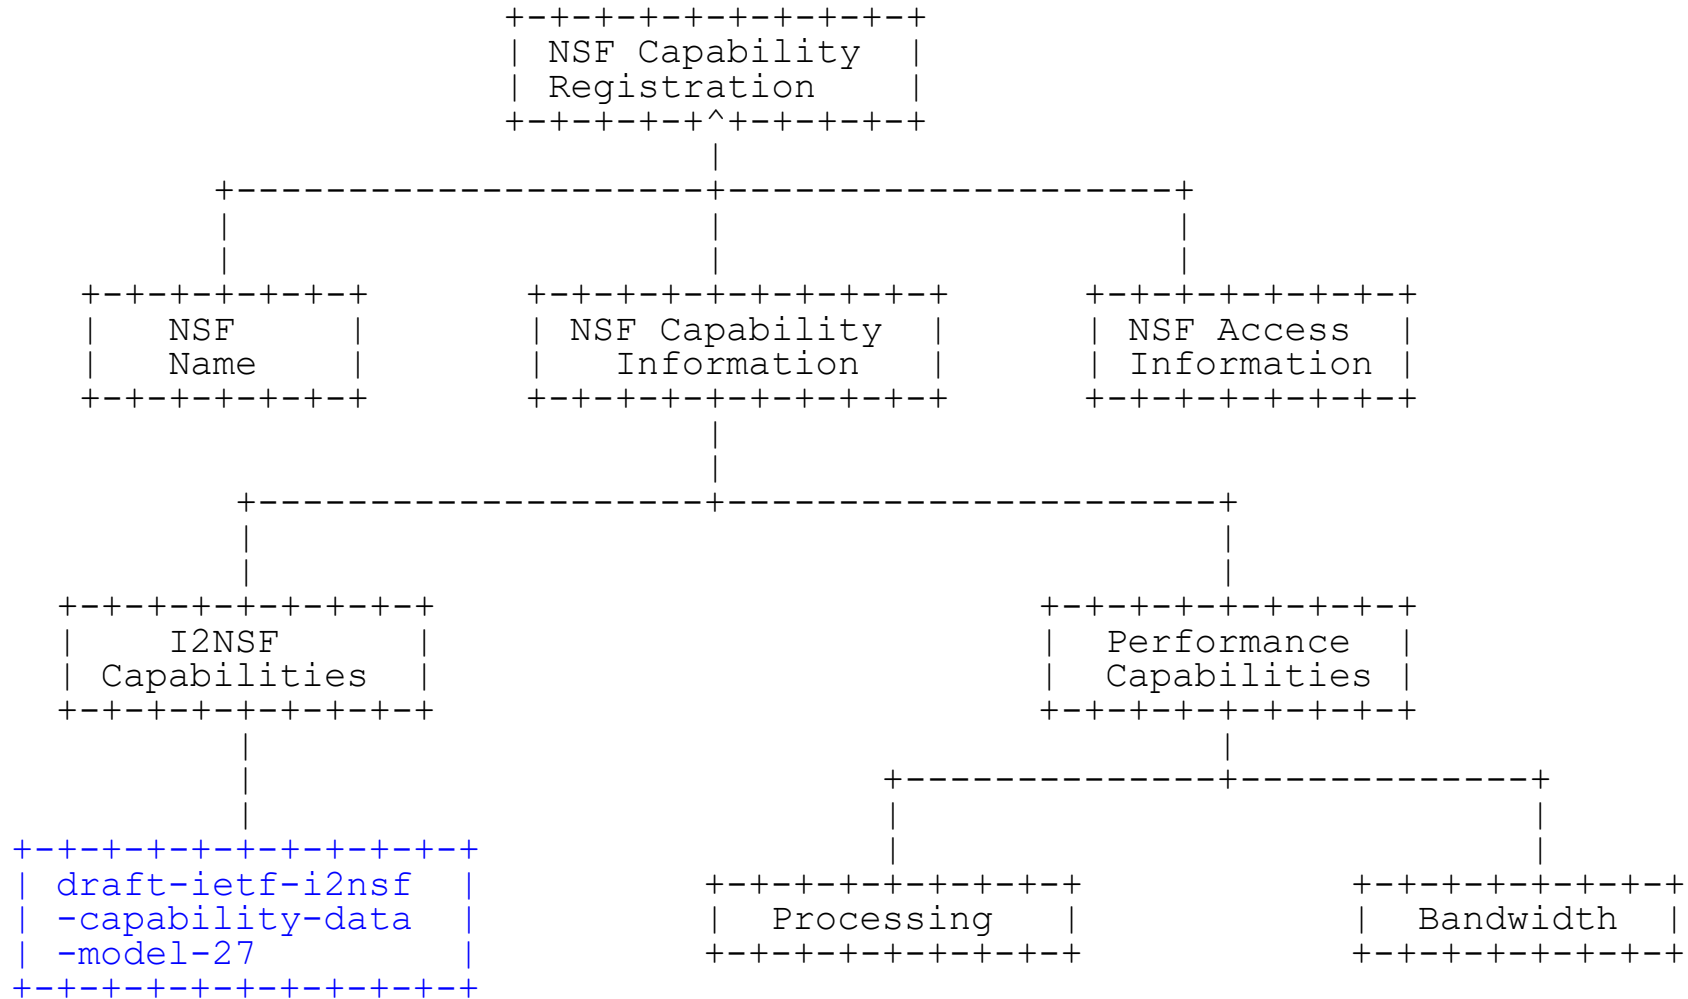 NSF Capability
Registration
NSF
Name
NSF Capability
Information
NSF Access
Information
I2NSF
Capabilities
Performance
Capabilities
draft-ietf-i2nsf
-capability-data
-model-27
Processing
Bandwidth